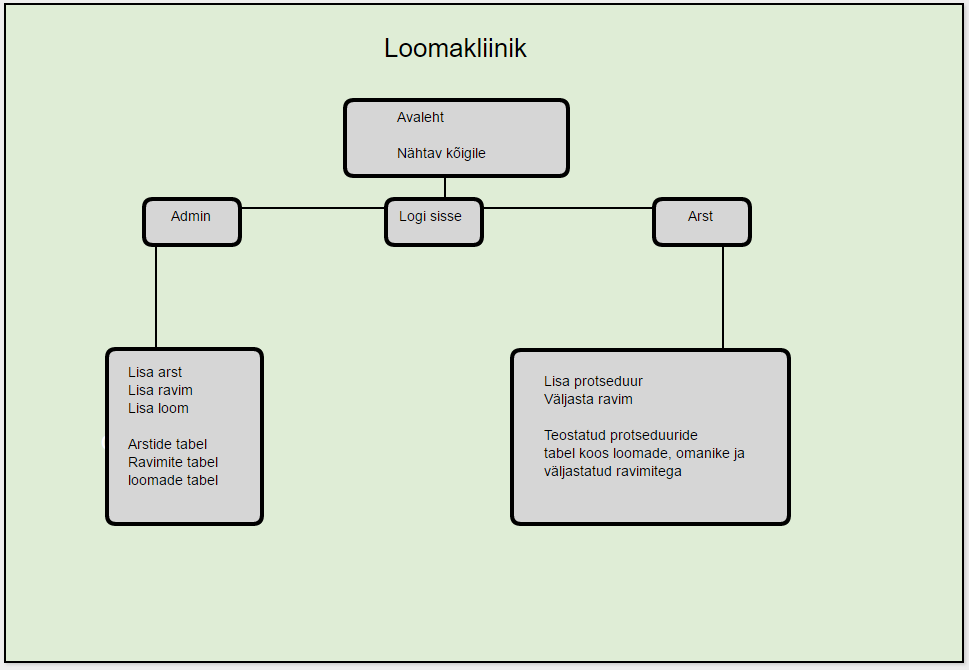 Loomakliinik
Avaleht
Nähtav kõigile
Admin
Logi sisse
Arst
Lisa arst
Lisa ravim
Lisa loom
Arstide tabel
Ravimite tabel
loomade tabel
Lisa protseduur
Väljasta ravim
Teostatud protseduuride
tabel koos loomade, omanike ja
väljastatud ravimitega